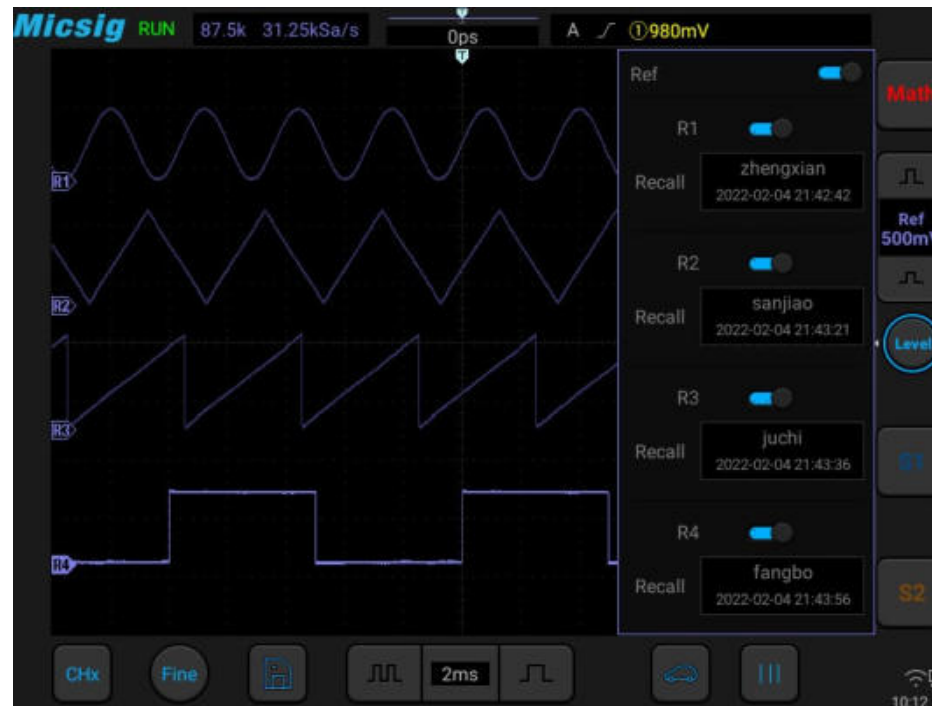 Micsig RUN 87.5k 31.25kSa/s 0ps A ①980mV
T
T
Ref
Math
R1
R1
Recall
zhengxian
2022-02-04 21:42:42
Ref
500mV
R2
R2
Recall
sanjiao
2022-02-04 21:43:21
Level
R3
R3
Recall
juchi
2022-02-04 21:43:36
S1
R4
R4
Recall
fangbo
2022-02-04 21:43:56
S2
CHx
Fine
2ms
10:12